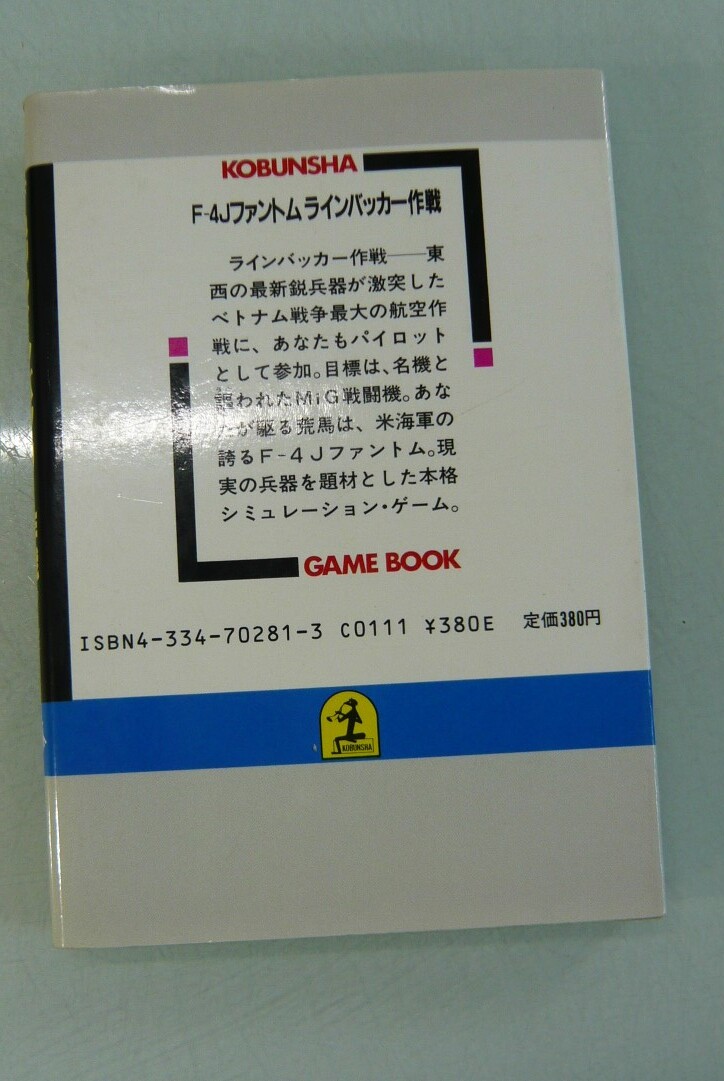 KOBUNSHA
F-4Jファントムラインバッカー作戦
ラインバッカー作戦――東
西の最新鋭兵器が激突した
ベトナム戦争最大の航空作
戦に、あなたもパイロット
として参加。目標は、名機と
謳われたMiG戦闘機。あな
たが駆る荒馬は、米海軍の
誇るF-4Jファントム。現
実の兵器を題材とした本格
シミュレーション・ゲーム。
GAME BOOK
ISBN4-334-70281-3 C0111 ¥380E 定価380円
KOBUNSHA